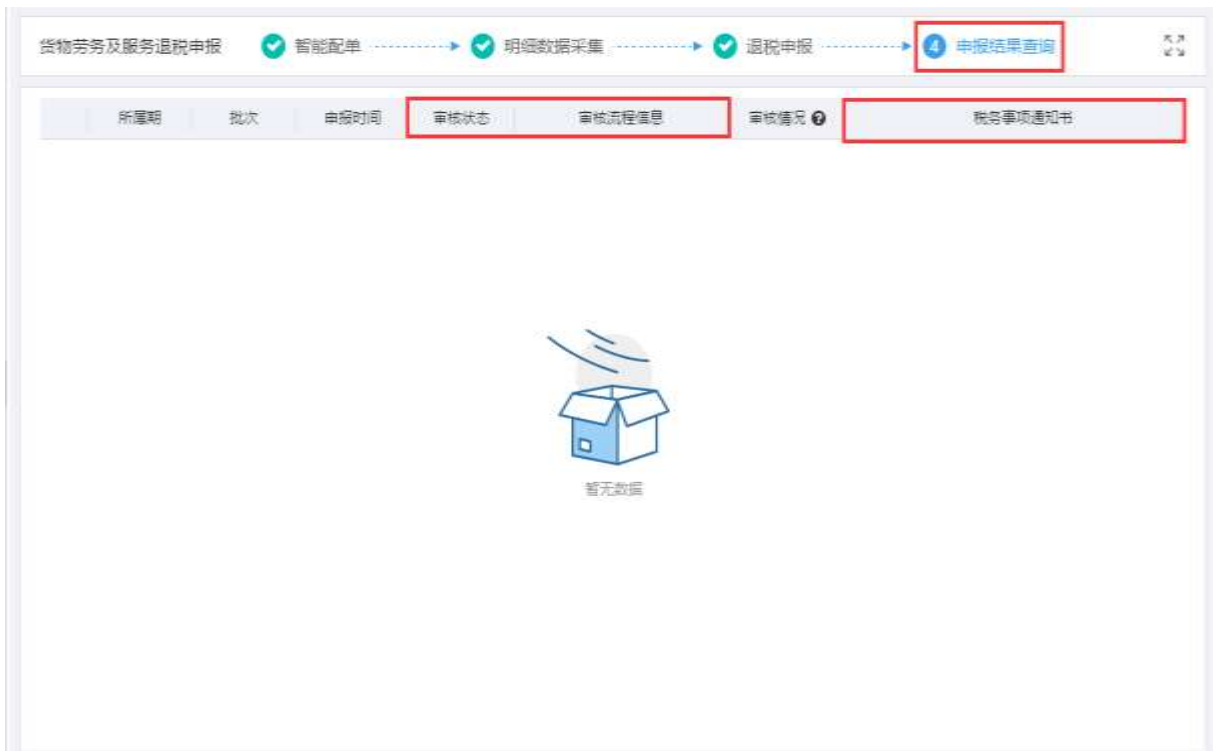 货物劳务及服务退税申报 智能配单 明细数据采集 退税申报 4 申报结果查询
所属期 批次 申报时间 审核状态 审核流程信息 审核情况 ? 税务事项通知书
暂无数据